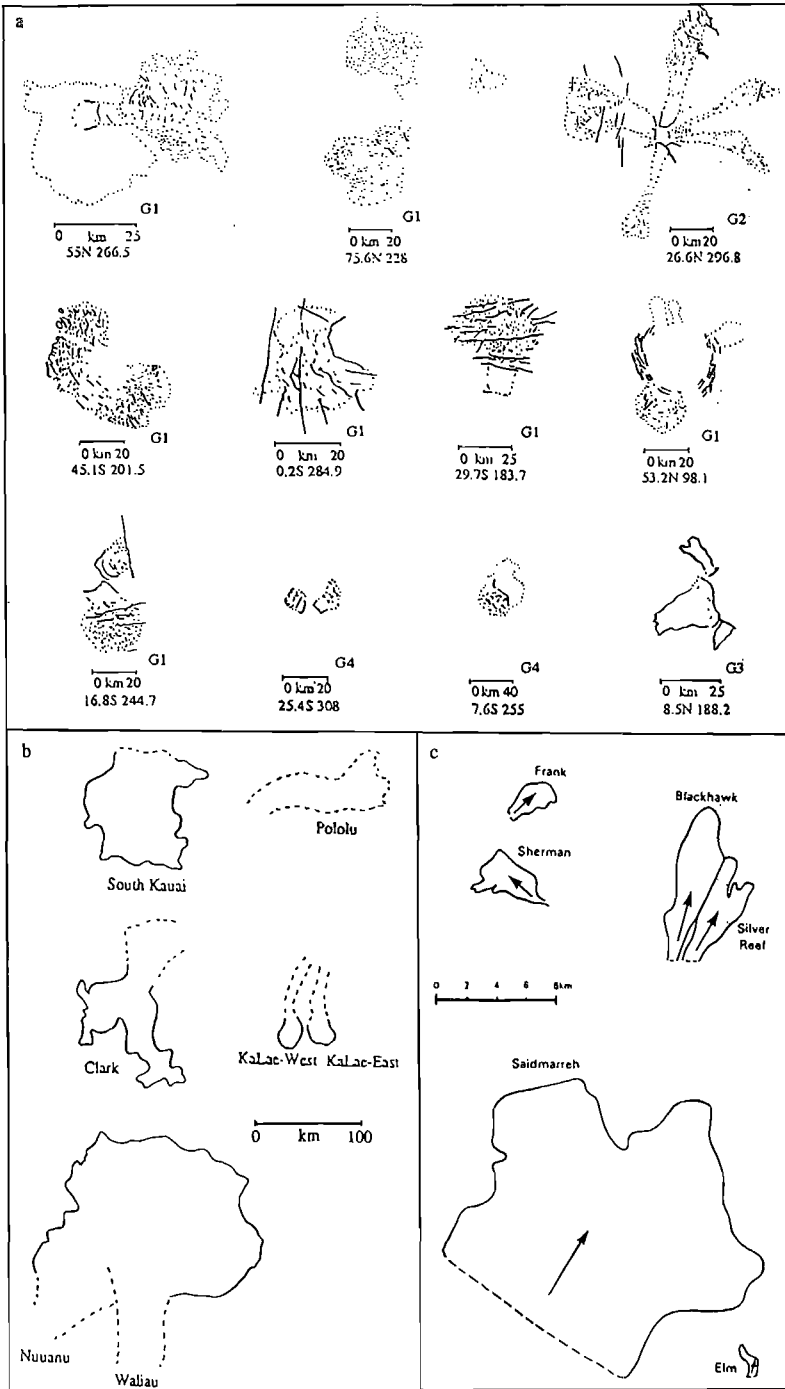 a
G1
0 km 25
55N 266.5
G1
0 km 20
75.6N 228
G2
0 km 20
26.6N 296.8
G1
0 km 20
45.1S 201.5
G1
0 km 20
0.2S 284.9
G1
0 km 25
29.7S 183.7
G1
0 km 20
53.2N 98.1
G1
0 km 20
16.8S 244.7
G4
0 km 20
25.4S 308
G4
0 km 40
7.6S 255
G3
0 km 25
8.5N 188.2
b
South Kauai
Pololu
Clark
KaLae-West KaLae-East
0 km 100
Nuuanu
Waliau
c
Frank
Sherman
Blackhawk
Silver
Reef
0 2 4 6 8km
Saidmarreh
Elm